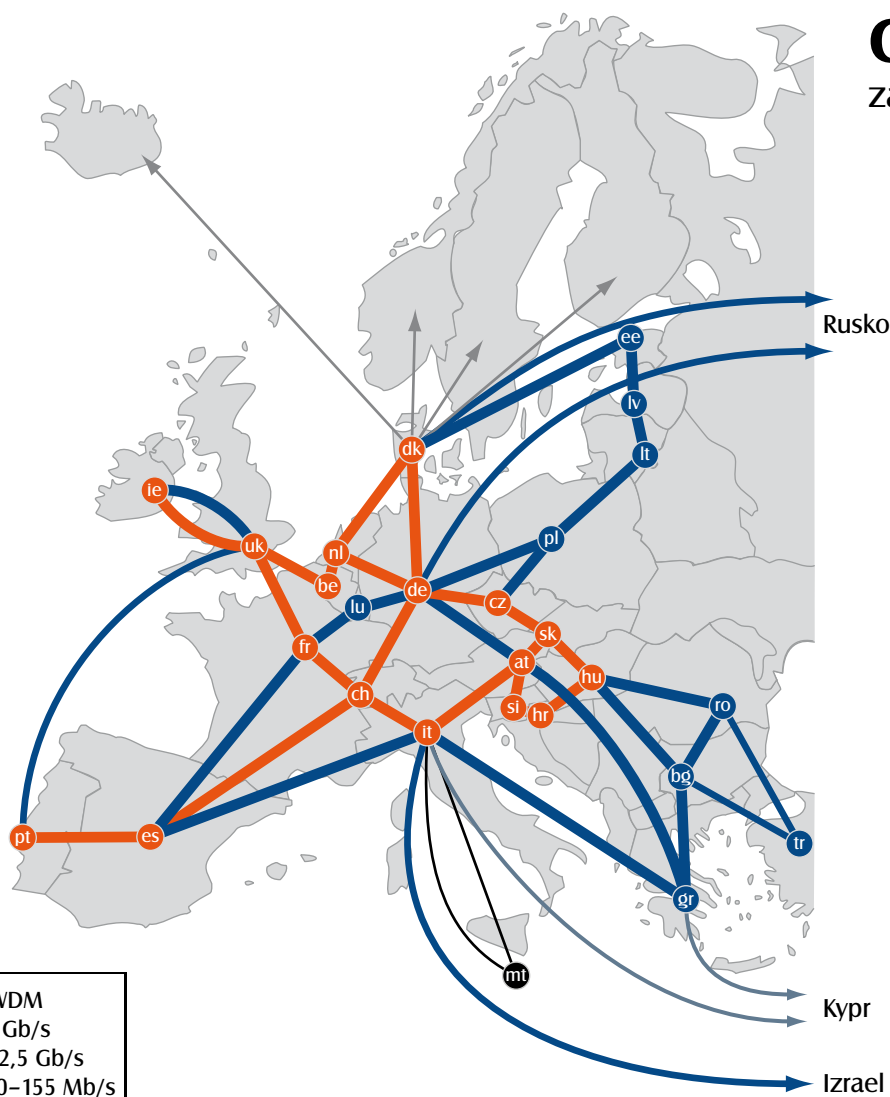 za
Rusko
ee
lv
dk
lt
ie
pl
uk
nl
be
de
cz
lu
sk
fr
at
hu
ch
si
hr
ro
it
bg
pt
es
tr
gr
mt
Kypr
Izrael
WDM
Gb/s
2,5 Gb/s
0–155 Mb/s